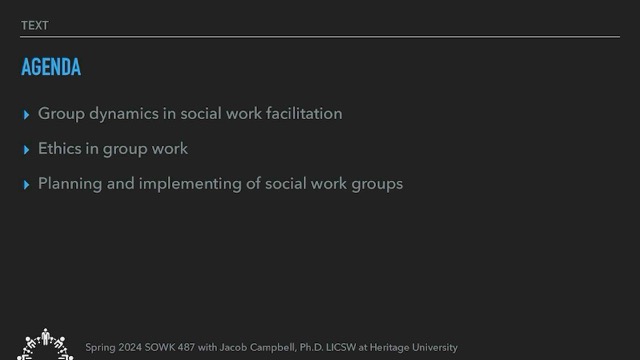 TEXT
AGENDA
Group dynamics in social work facilitation
Ethics in group work
Planning and implementing of social work groups
Spring 2024 SOWK 487 with Jacob Campbell, Ph.D. LICSW at Heritage University